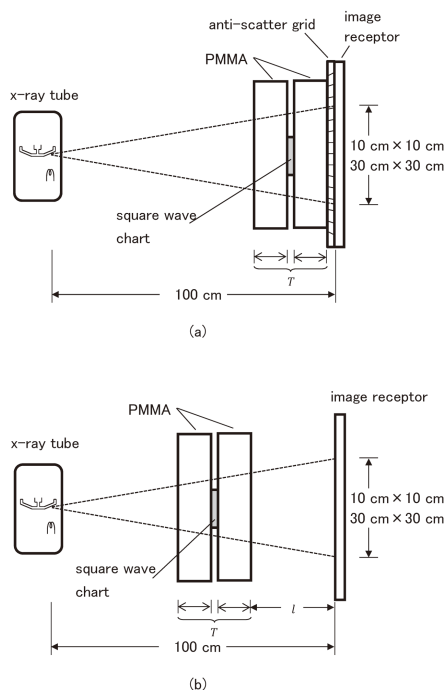 anti-scatter grid
image
receptor
PMMA
x-ray tube
10 cm×10 cm
30 cm×30 cm
square wave
chart
T
100 cm
(a)
image receptor
PMMA
x-ray tube
10 cm×10 cm
30 cm×30 cm
square wave
chart
T
l
100 cm
(b)